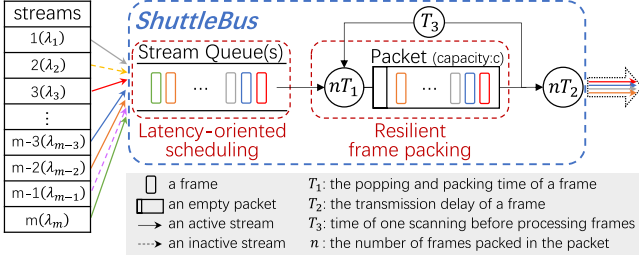 streams
1(λ₁)
2(λ₂)
3(λ₃)
⋮
m-3(λₘ₋₃)
m-2(λₘ₋₂)
m-1(λₘ₋₁)
m(λₘ)
ShuttleBus
Stream Queue(s)
...
Latency-oriented
scheduling
T₃
nT₁
Packet (capacity:c)
...
Resilient
frame packing
nT₂
a frame
an empty packet
an active stream
an inactive stream
T₁: the popping and packing time of a frame
T₂: the transmission delay of a frame
T₃: time of one scanning before processing frames
n: the number of frames packed in the packet